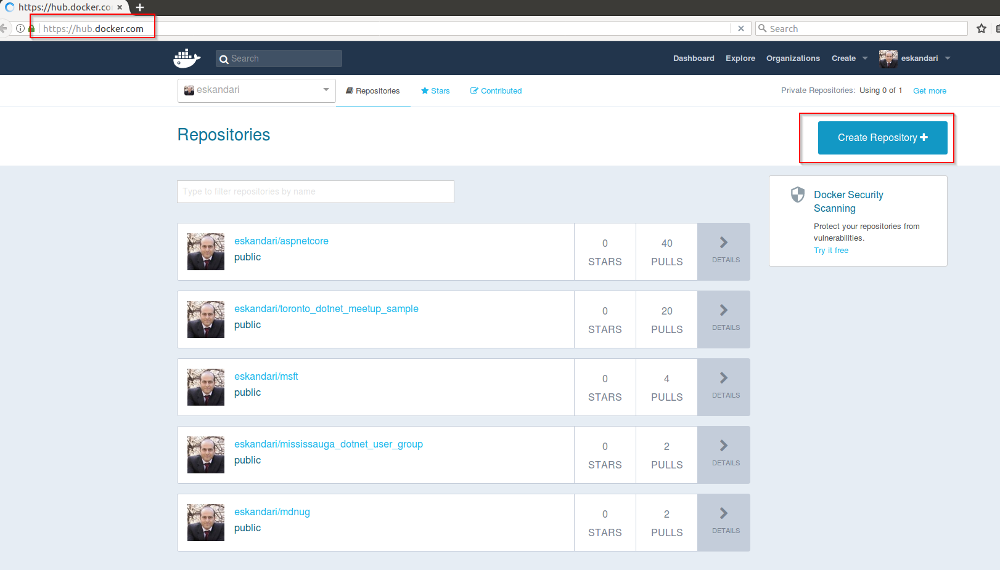 https://hub.docker.co
https://hub.docker.com
Search
Search
Dashboard Explore Organizations Create eskandari
eskandari
Repositories Stars Contributed
Private Repositories: Using 0 of 1 Get more
Repositories
Create Repository
Type to filter repositories by name
Docker Security
Scanning
Protect your repositories from
vulnerabilities.
Try it free
eskandari/aspnetcore
public
0
STARS
40
PULLS
DETAILS
eskandari/toronto_dotnet_meetup_sample
public
0
STARS
20
PULLS
DETAILS
eskandari/msft
public
0
STARS
4
PULLS
DETAILS
eskandari/mississauga_dotnet_user_group
public
0
STARS
2
PULLS
DETAILS
eskandari/mdnug
public
0
STARS
2
PULLS
DETAILS